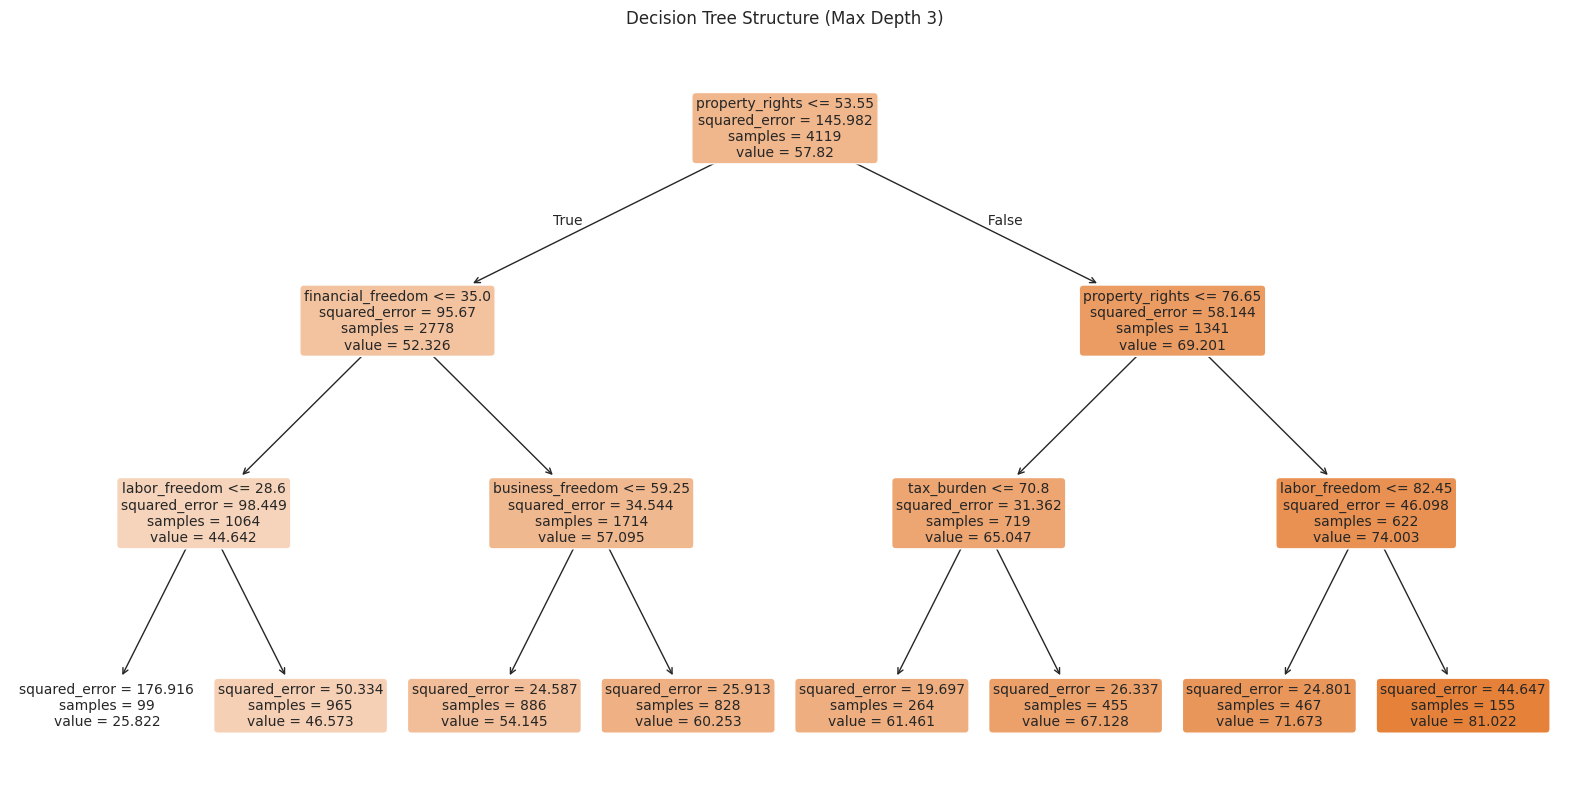 Decision Tree Structure (Max Depth 3)
property_rights <= 53.55
squared_error = 145.982
samples = 4119
value = 57.82
True
False
financial_freedom <= 35.0
squared_error = 95.67
samples = 2778
value = 52.326
property_rights <= 76.65
squared_error = 58.144
samples = 1341
value = 69.201
labor_freedom <= 28.6
squared_error = 98.449
samples = 1064
value = 44.642
business_freedom <= 59.25
squared_error = 34.544
samples = 1714
value = 57.095
tax_burden <= 70.8
squared_error = 31.362
samples = 719
value = 65.047
labor_freedom <= 82.45
squared_error = 46.098
samples = 622
value = 74.003
squared_error = 176.916
samples = 99
value = 25.822
squared_error = 50.334
samples = 965
value = 46.573
squared_error = 24.587
samples = 886
value = 54.145
squared_error = 25.913
samples = 828
value = 60.253
squared_error = 19.697
samples = 264
value = 61.461
squared_error = 26.337
samples = 455
value = 67.128
squared_error = 24.801
samples = 467
value = 71.673
squared_error = 44.647
samples = 155
value = 81.022